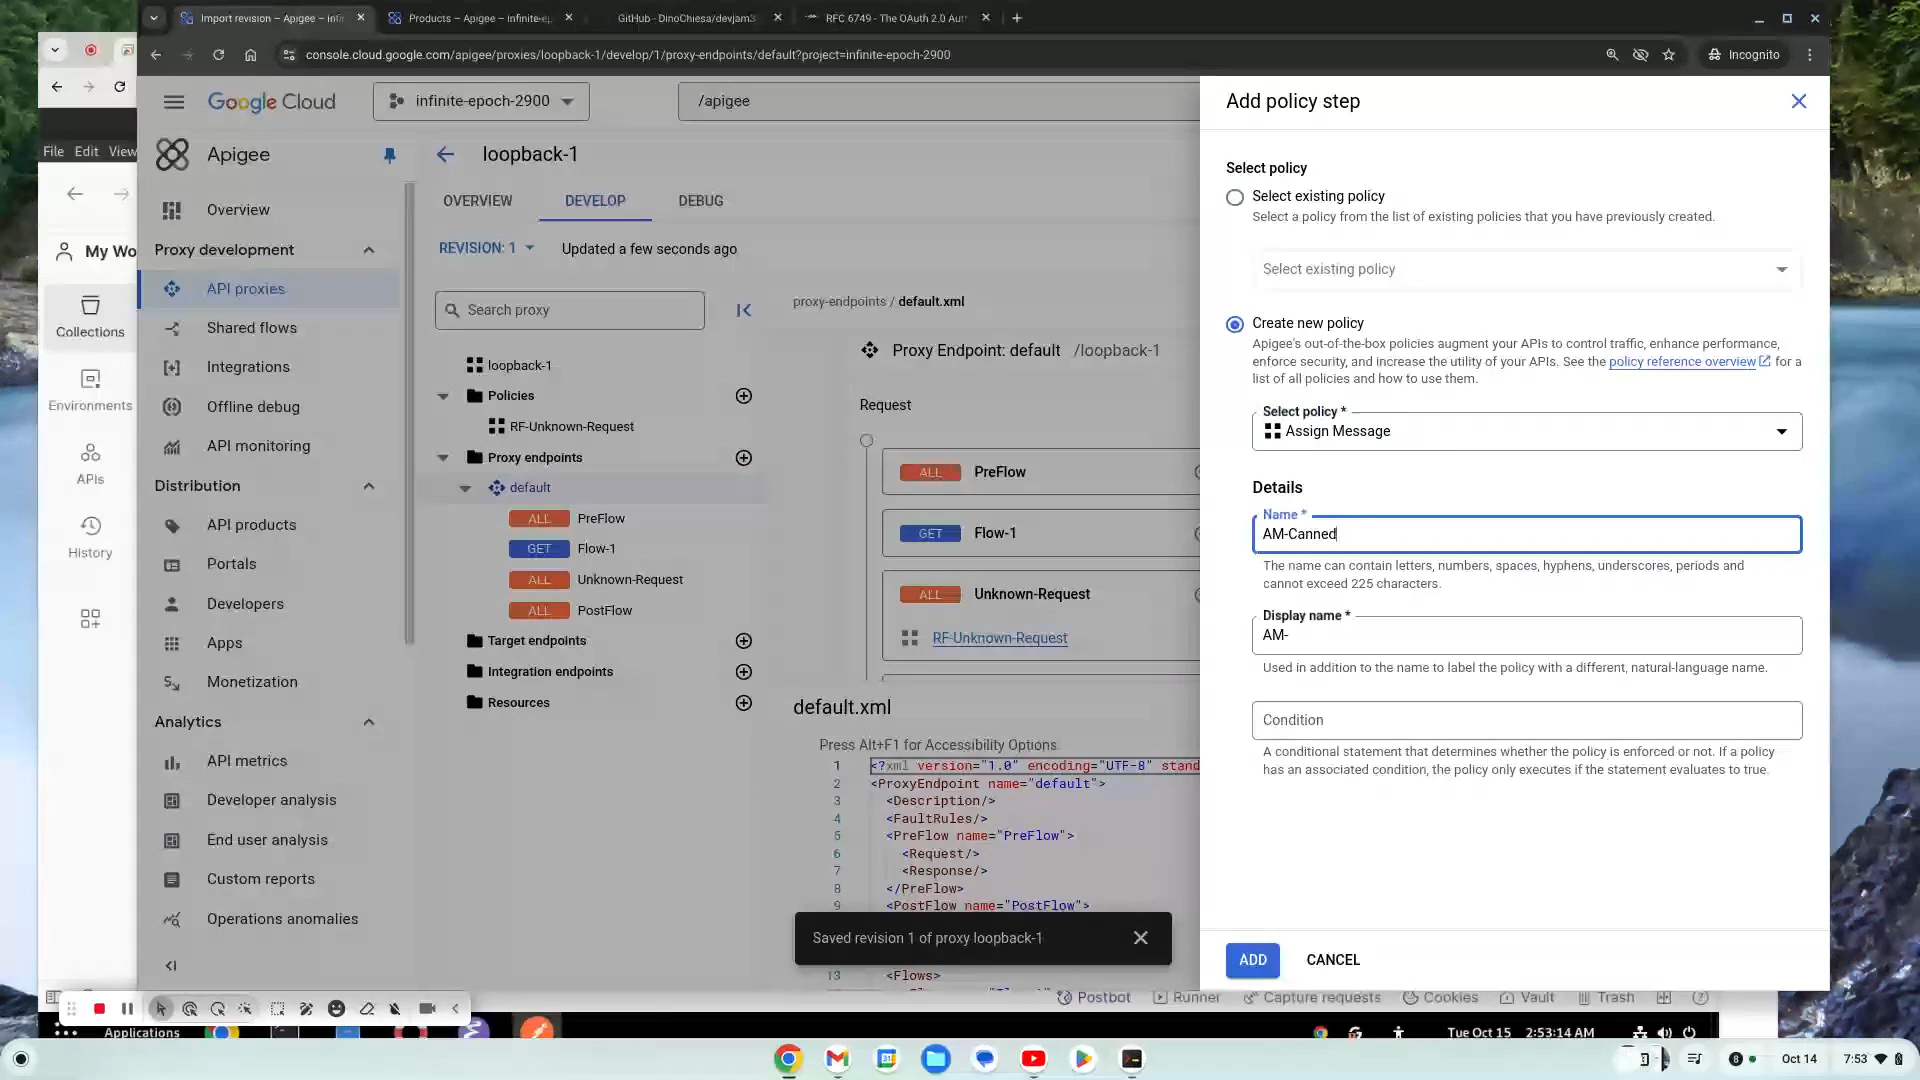 Import revision – Apigee – infi
Products – Apigee – infinite-ep
GitHub - DinoChiesa/devjam3
RFC 6749 - The OAuth 2.0 Aut
console.cloud.google.com/apigee/proxies/loopback-1/develop/1/proxy-endpoints/default?project=infinite-epoch-2900
Incognito
Google Cloud
infinite-epoch-2900
/apigee
Add policy step
File Edit View
Apigee
loopback-1
OVERVIEW
DEVELOP
DEBUG
REVISION: 1
Updated a few seconds ago
My Wo
Collections
Environments
APIs
History
Overview
Proxy development
API proxies
Shared flows
Integrations
Offline debug
API monitoring
Distribution
API products
Portals
Developers
Apps
Monetization
Analytics
API metrics
Developer analysis
End user analysis
Custom reports
Operations anomalies
Search proxy
loopback-1
Policies
RF-Unknown-Request
Proxy endpoints
default
ALL PreFlow
GET Flow-1
ALL Unknown-Request
ALL PostFlow
Target endpoints
Integration endpoints
Resources
proxy-endpoints / default.xml
Proxy Endpoint: default /loopback-1
Request
ALL PreFlow
GET Flow-1
ALL Unknown-Request
RF-Unknown-Request
default.xml
Press Alt+F1 for Accessibility Options.
1 <?xml version="1.0" encoding="UTF-8" stand
2 <ProxyEndpoint name="default">
3 <Description/>
4 <FaultRules/>
5 <PreFlow name="PreFlow">
6 <Request/>
7 <Response/>
8 </PreFlow>
9 <PostFlow name="PostFlow">
13 <Flows>
Saved revision 1 of proxy loopback-1
Select policy
Select existing policy
Select a policy from the list of existing policies that you have previously created.
Select existing policy
Create new policy
Apigee's out-of-the-box policies augment your APIs to control traffic, enhance performance,
enforce security, and increase the utility of your APIs. See the policy reference overview for a
list of all policies and how to use them.
Select policy *
Assign Message
Details
Name *
AM-Canned
The name can contain letters, numbers, spaces, hyphens, underscores, periods and
cannot exceed 225 characters.
Display name *
AM-
Used in addition to the name to label the policy with a different, natural-language name.
Condition
A conditional statement that determines whether the policy is enforced or not. If a policy
has an associated condition, the policy only executes if the statement evaluates to true.
ADD
CANCEL
Postbot
Runner
Capture requests
Cookies
Vault
Trash
Applications
Tue Oct 15 2:53:14 AM
8
Oct 14
7:53